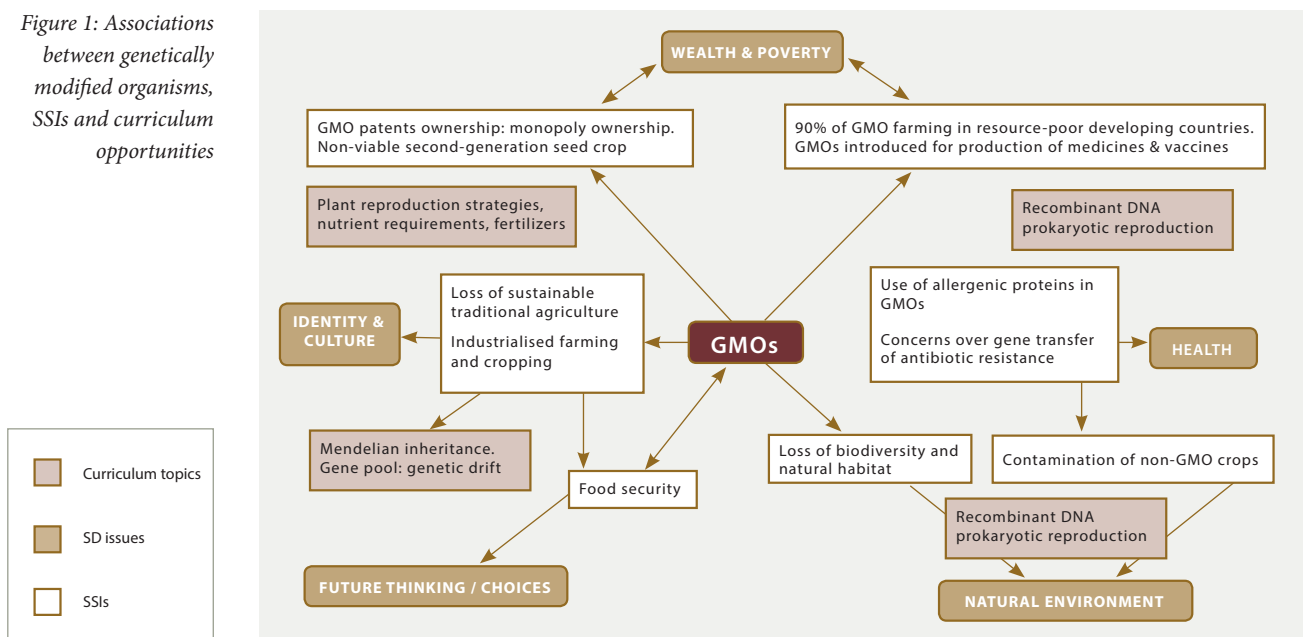 Figure 1: Associations
between genetically
modified organisms,
SSIs and curriculum
opportunities
WEALTH & POVERTY
GMO patents ownership: monopoly ownership.
Non-viable second-generation seed crop
90% of GMO farming in resource-poor developing countries.
GMOs introduced for production of medicines & vaccines
Plant reproduction strategies,
nutrient requirements, fertilizers
Recombinant DNA
prokaryotic reproduction
IDENTITY &
CULTURE
Loss of sustainable
traditional agriculture
Industrialised farming
and cropping
GMOs
Use of allergenic proteins in
GMOs
Concerns over gene transfer
of antibiotic resistance
HEALTH
Mendelian inheritance.
Gene pool: genetic drift
Food security
Loss of biodiversity and
natural habitat
Contamination of non-GMO crops
Recombinant DNA
prokaryotic reproduction
FUTURE THINKING / CHOICES
NATURAL ENVIRONMENT
Curriculum topics
SD issues
SSIs